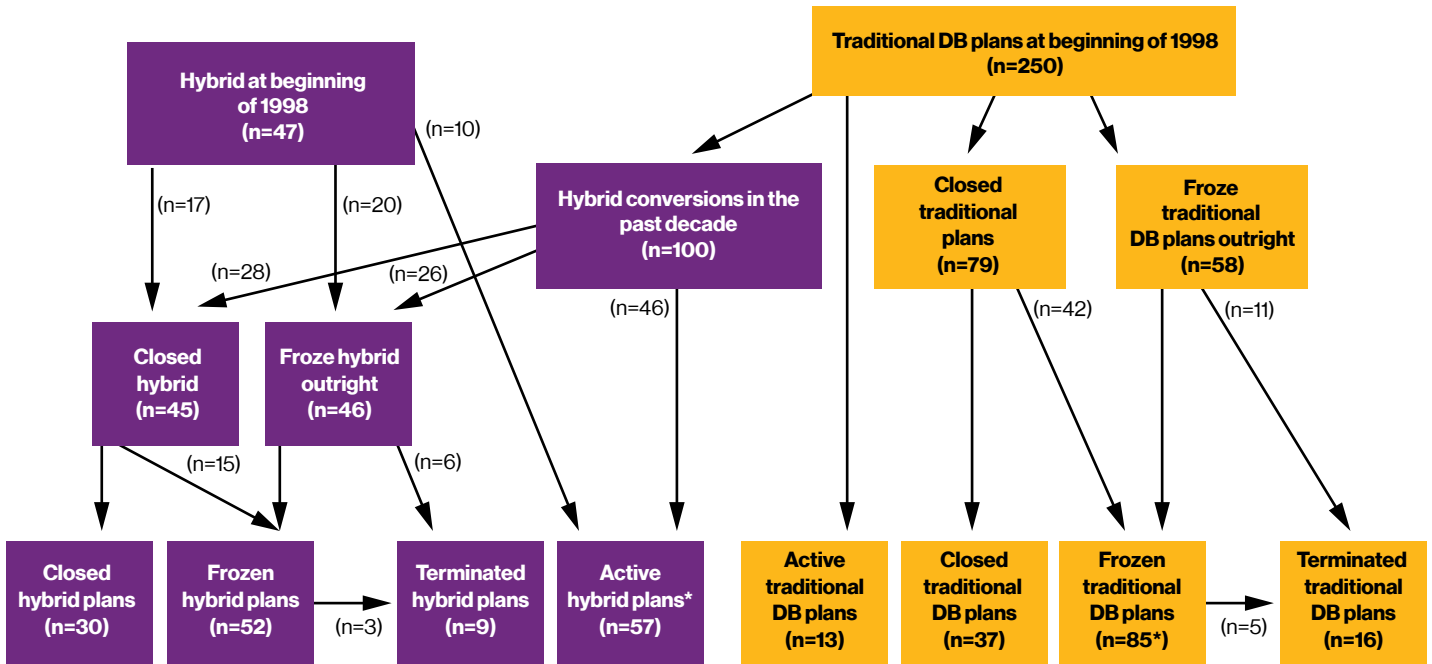 Traditional DB plans at beginning of 1998
(n=250)
Hybrid at beginning
of 1998
(n=47)
(n=10)
Hybrid conversions in the
past decade
(n=100)
Closed
traditional
plans
(n=79)
Froze
traditional
DB plans outright
(n=58)
(n=17)
(n=20)
(n=28)
(n=26)
(n=46)
(n=42)
(n=11)
Closed
hybrid
(n=45)
Froze hybrid
outright
(n=46)
(n=15)
(n=6)
Closed
hybrid plans
(n=30)
Frozen
hybrid plans
(n=52)
(n=3)
Terminated
hybrid plans
(n=9)
Active
hybrid plans*
(n=57)
Active
traditional
DB plans
(n=13)
Closed
traditional
DB plans
(n=37)
Frozen
traditional
DB plans
(n=85*)
(n=5)
Terminated
traditional
DB plans
(n=16)